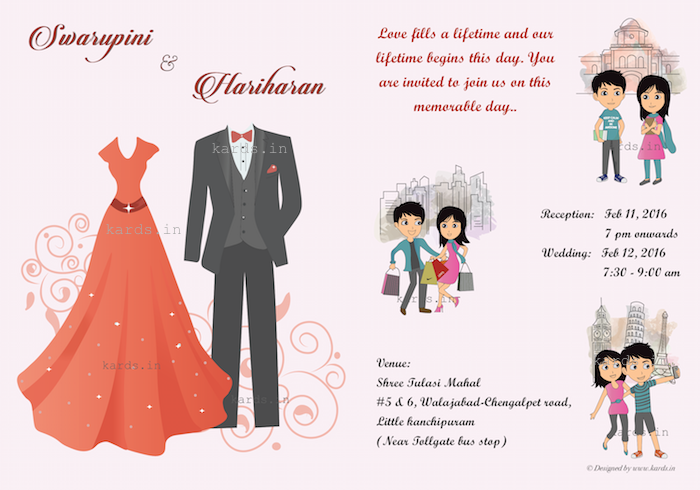 Swarupini
&
Hariharan
Love fills a lifetime and our
lifetime begins this day. You
are invited to join us on this
memorable day..
Reception: Feb 11, 2016
7 pm onwards
Wedding: Feb 12, 2016
7:30 - 9:00 am
Venue:
Shree Tulasi Mahal
#5 & 6, Walajabad-Chengalpet road,
Little kanchipuram
(Near Tollgate bus stop)
kards.in
kards.in
kards.in
kards.in
kards.in
kards.in
kards.in
© Designed by www.kards.in